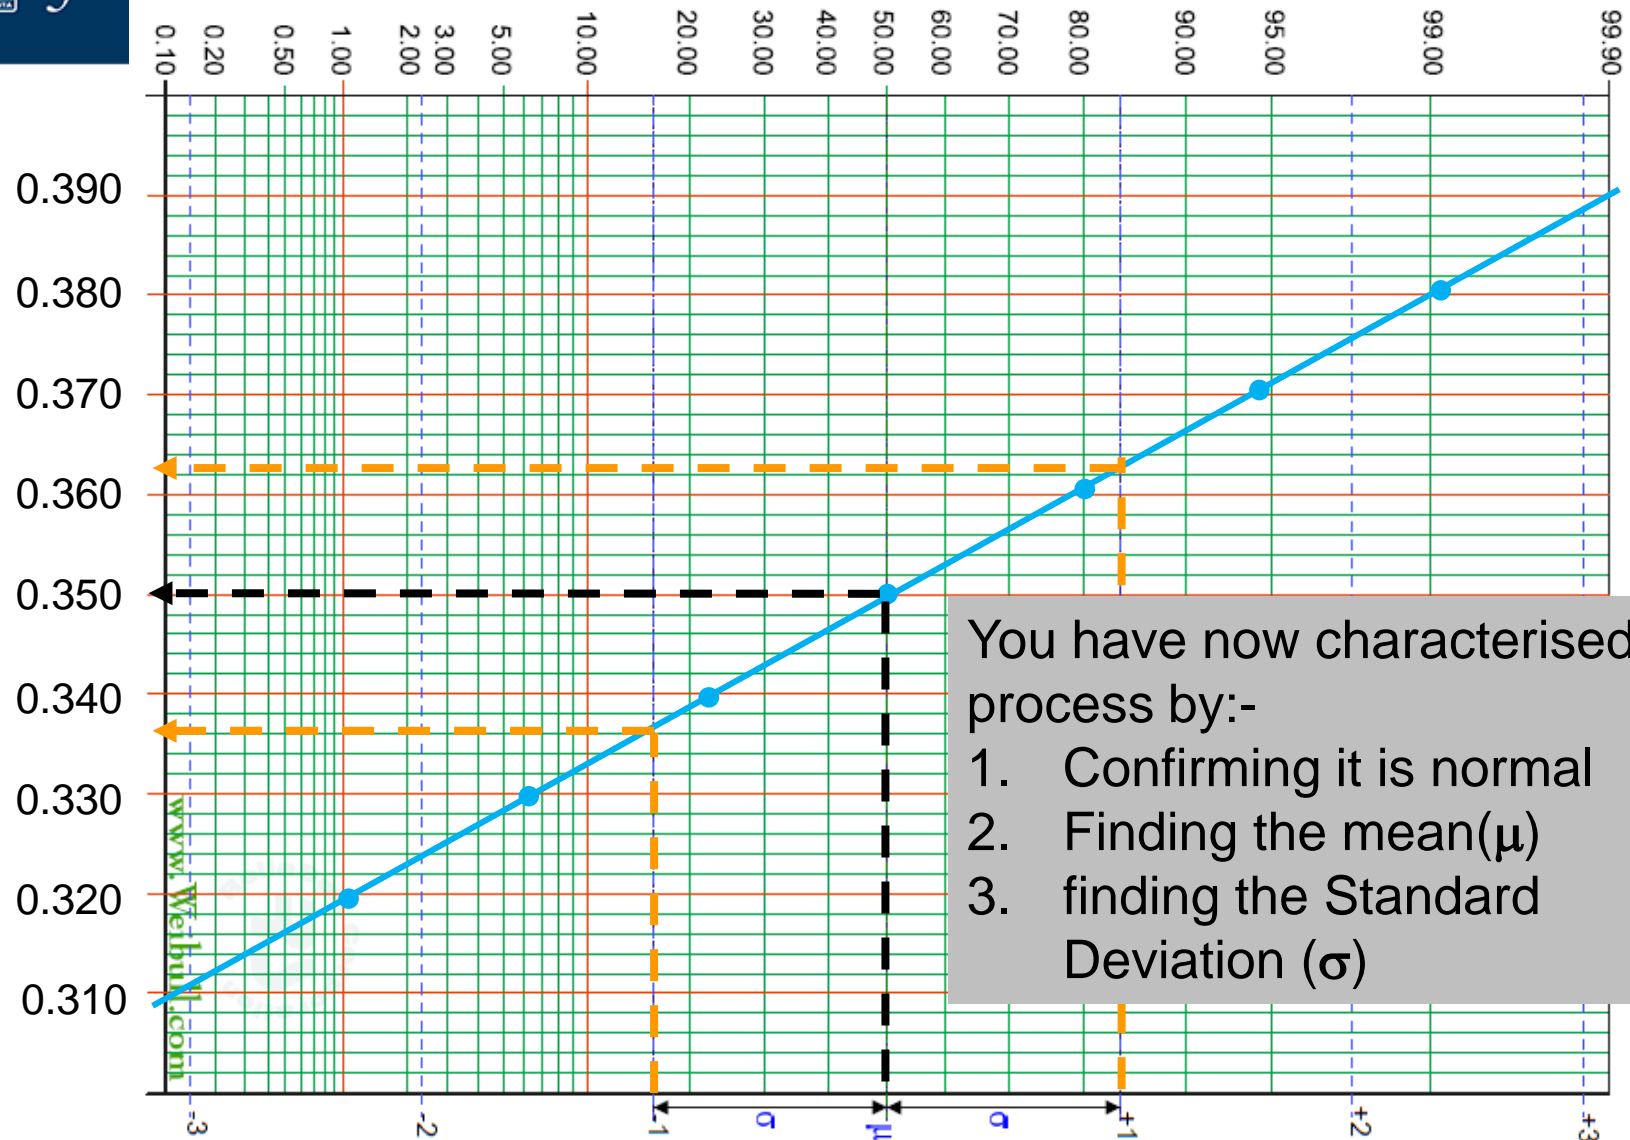 0.10 0.20 0.50 1.00 2.00 3.00 5.00 10.00 20.00 30.00 40.00 50.00 60.00 70.00 80.00 90.00 95.00 99.00 99.90
0.390
0.380
0.370
0.360
0.350
0.340
0.330
0.320
0.310
www.Weibull.com
You have now characterised
process by:-
1. Confirming it is normal
2. Finding the mean(μ)
3. finding the Standard
Deviation (σ)
-3 -2 -1 σ μ σ +1 +2 +3